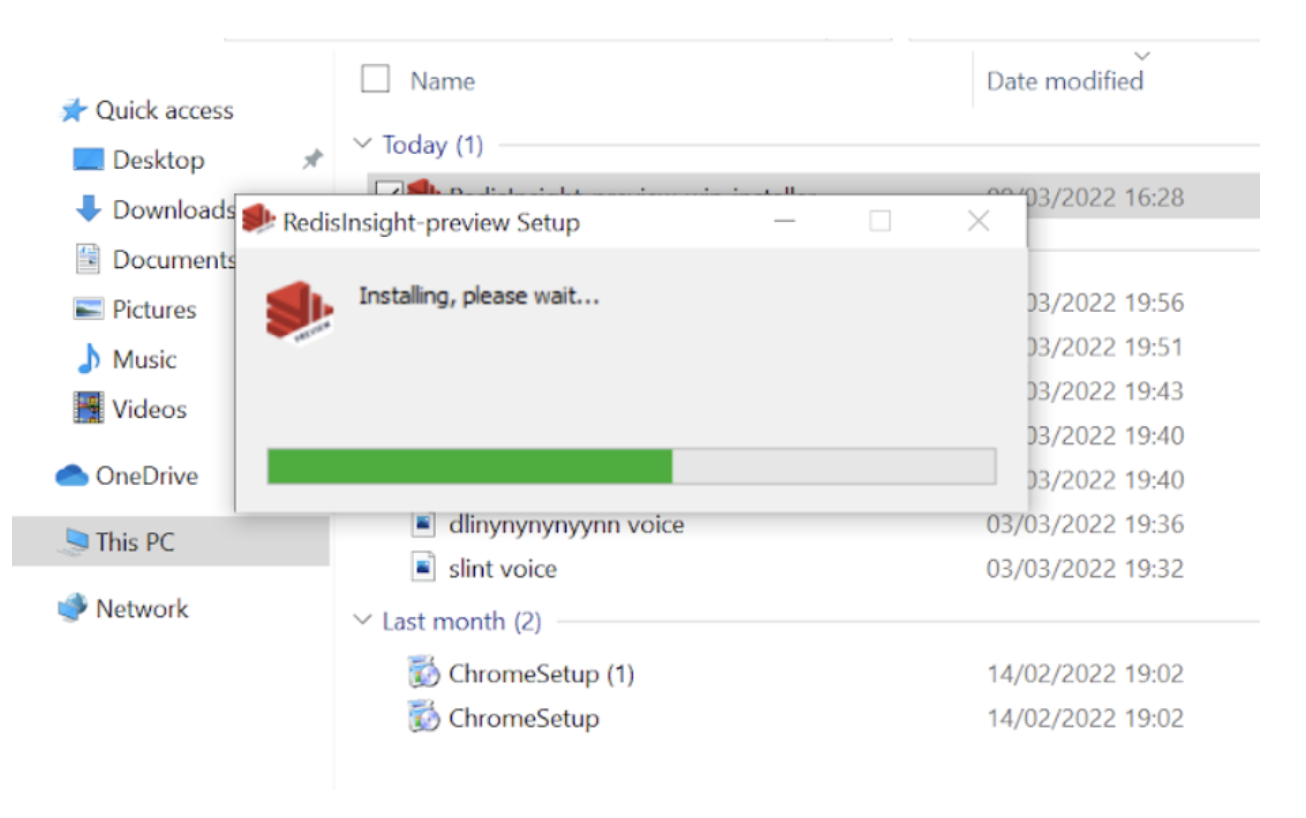 Name
Date modified
Quick access
Today (1)
Desktop
03/2022 16:28
Downloads
RedisInsight-preview Setup
Documents
Installing, please wait...
PREVIEW
Pictures
03/2022 19:56
Music
03/2022 19:51
Videos
03/2022 19:43
03/2022 19:40
OneDrive
03/2022 19:40
dlinynynynyynn voice
03/03/2022 19:36
This PC
slint voice
03/03/2022 19:32
Network
Last month (2)
ChromeSetup (1)
14/02/2022 19:02
ChromeSetup
14/02/2022 19:02